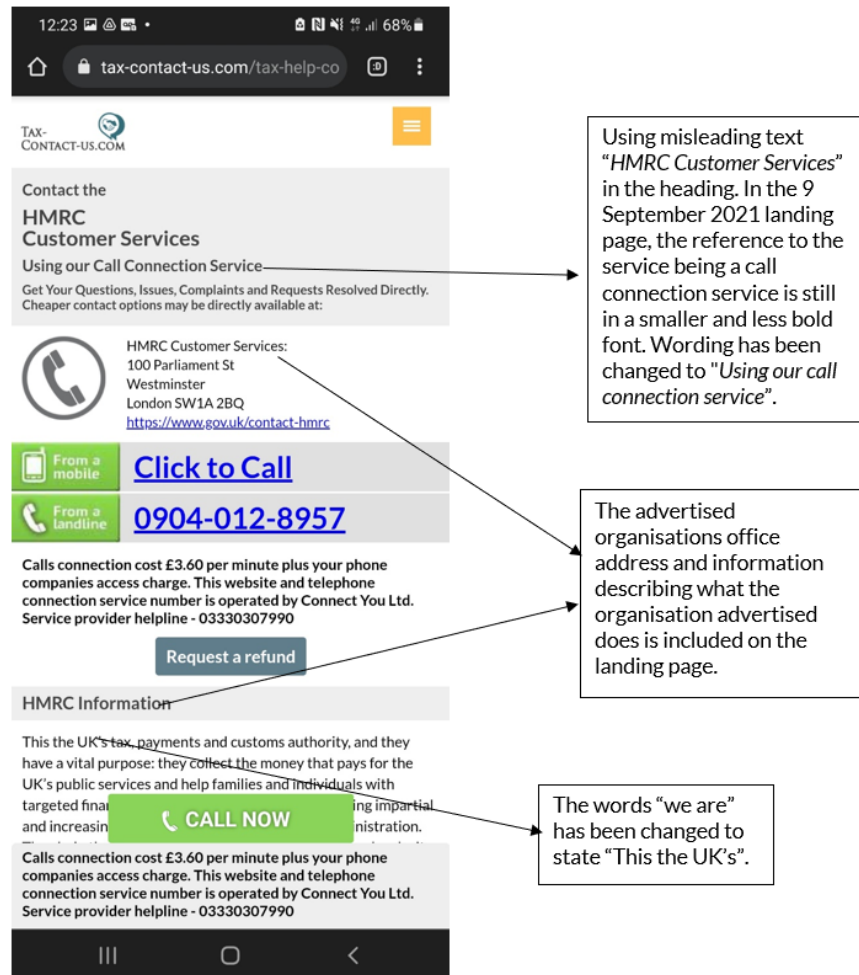 12:23
4G
68%
tax-contact-us.com/tax-help-co
:D
TAX-
CONTACT-US.COM
Contact the
HMRC
Customer Services
Using our Call Connection Service
Get Your Questions, Issues, Complaints and Requests Resolved Directly.
Cheaper contact options may be directly available at:
HMRC Customer Services:
100 Parliament St
Westminster
London SW1A 2BQ
https://www.gov.uk/contact-hmrc
From a
mobile
Click to Call
From a
landline
0904-012-8957
Calls connection cost £3.60 per minute plus your phone
companies access charge. This website and telephone
connection service number is operated by Connect You Ltd.
Service provider helpline - 03330307990
Request a refund
HMRC Information
This the UK's tax, payments and customs authority, and they
have a vital purpose: they collect the money that pays for the
UK's public services and help families and individuals with
targeted ing impartial
and nistration.
CALL NOW
Calls connection cost £3.60 per minute plus your phone
companies access charge. This website and telephone
connection service number is operated by Connect You Ltd.
Service provider helpline - 03330307990
Using misleading text
“HMRC Customer Services”
in the heading. In the 9
September 2021 landing
page, the reference to the
service being a call
connection service is still
in a smaller and less bold
font. Wording has been
changed to "Using our call
connection service”.
The advertised
organisations office
address and information
describing what the
organisation advertised
does is included on the
landing page.
The words “we are”
has been changed to
state “This the UK’s”.